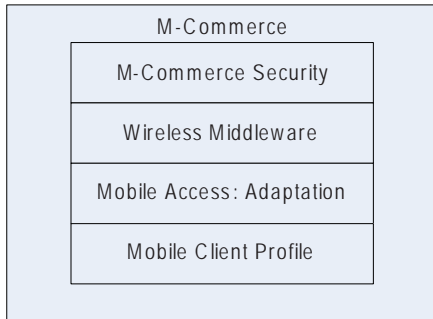 M-Commerce
M-Commerce Security
Wireless Middleware
Mobile Access: Adaptation
Mobile Client Profile